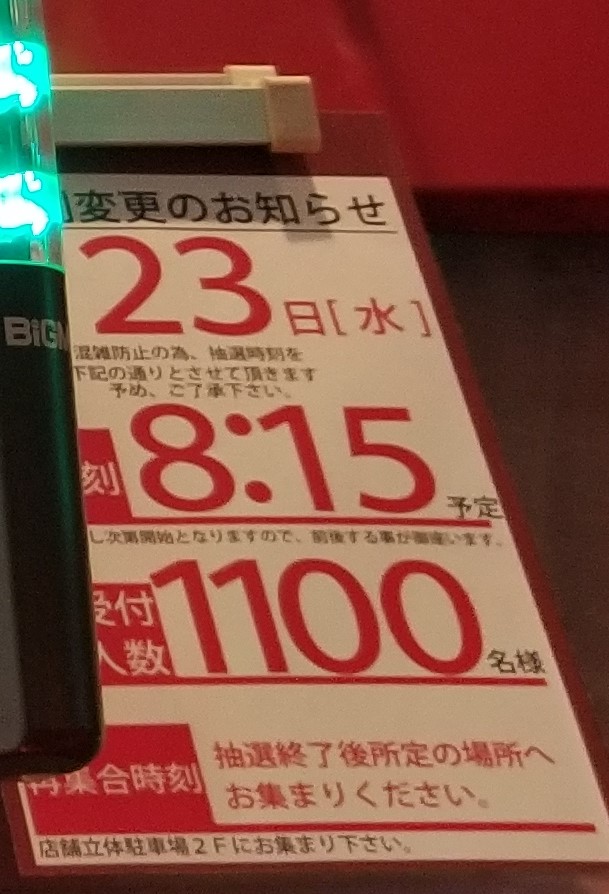 変更のお知らせ
23日[水]
混雑防止の為、抽選時刻を
下記の通りとさせて頂きます
予め、ご了承下さい。
刻 8:15 予定
し次第開始となりますので、前後する事が御座います。
受付
人数 1100 名様
再集合時刻
抽選終了後所定の場所へ
お集まりください。
店舗立体駐車場2Fにお集まり下さい。
BiG